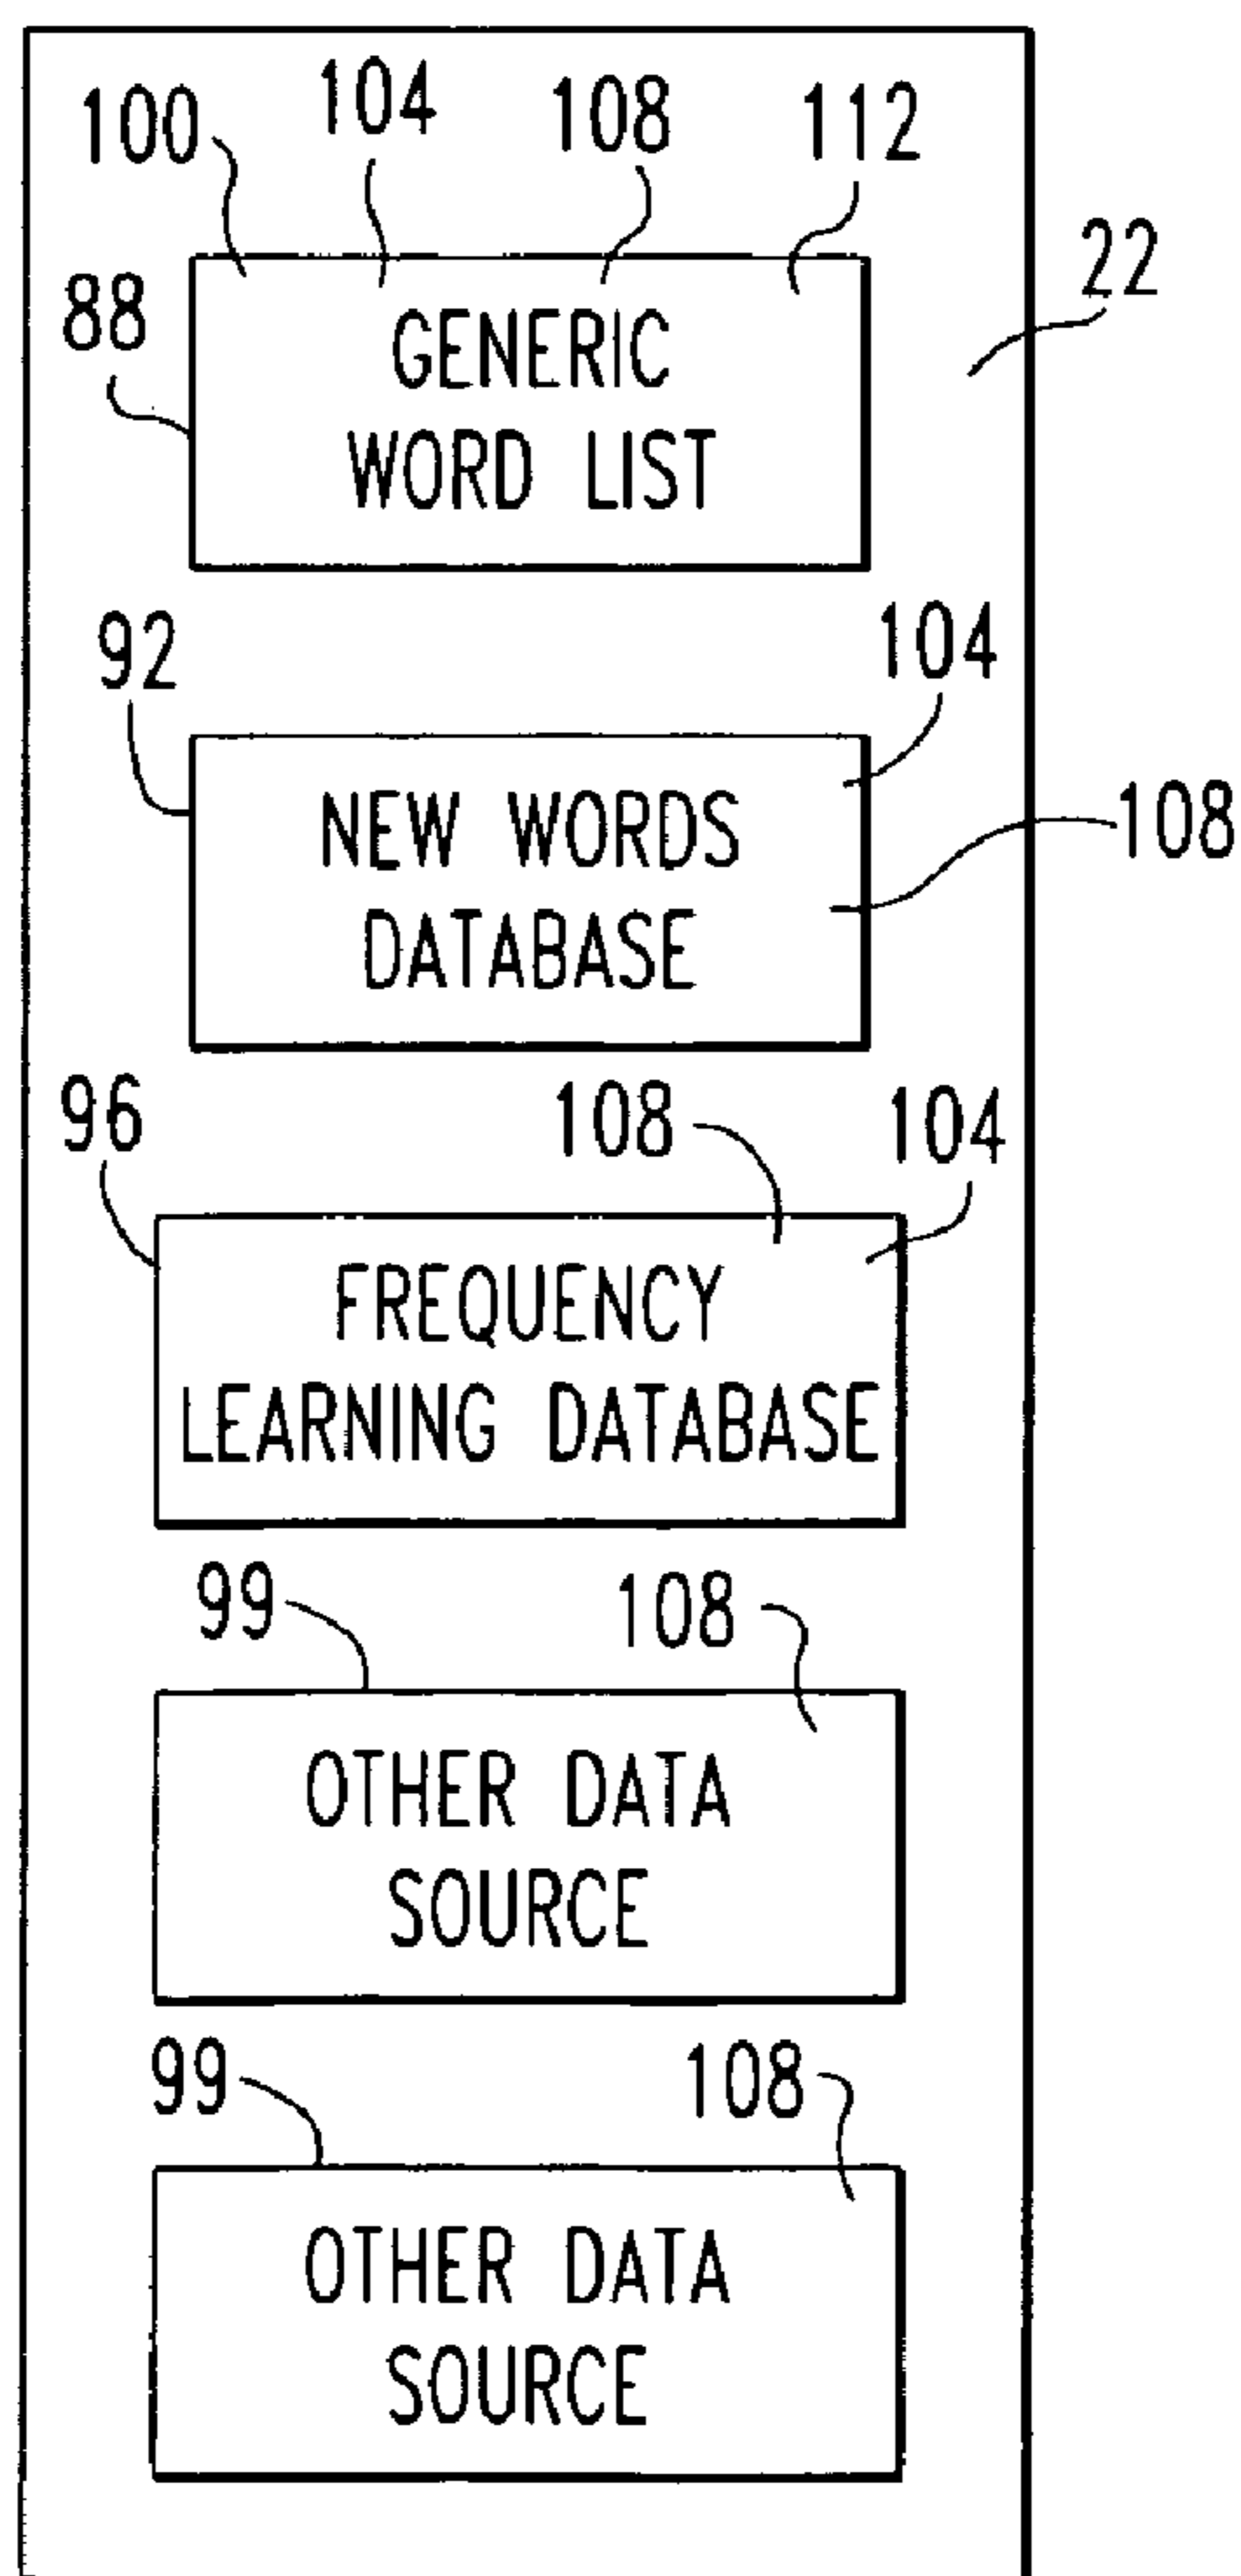 100 104 108 112
22
88
GENERIC
WORD LIST
92 104
NEW WORDS
108
DATABASE
96 108 104
FREQUENCY
LEARNING DATABASE
99 108
OTHER DATA
SOURCE
99 108
OTHER DATA
SOURCE